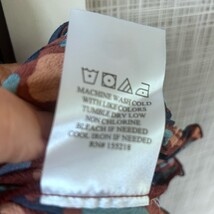 MACHINE WASH COLD
WITH LIKE COLORS
TUMBLE DRY LOW
NON CHLORINE
BLEACH IF NEEDED
COOL IRON IF NEEDED
RN# 155218